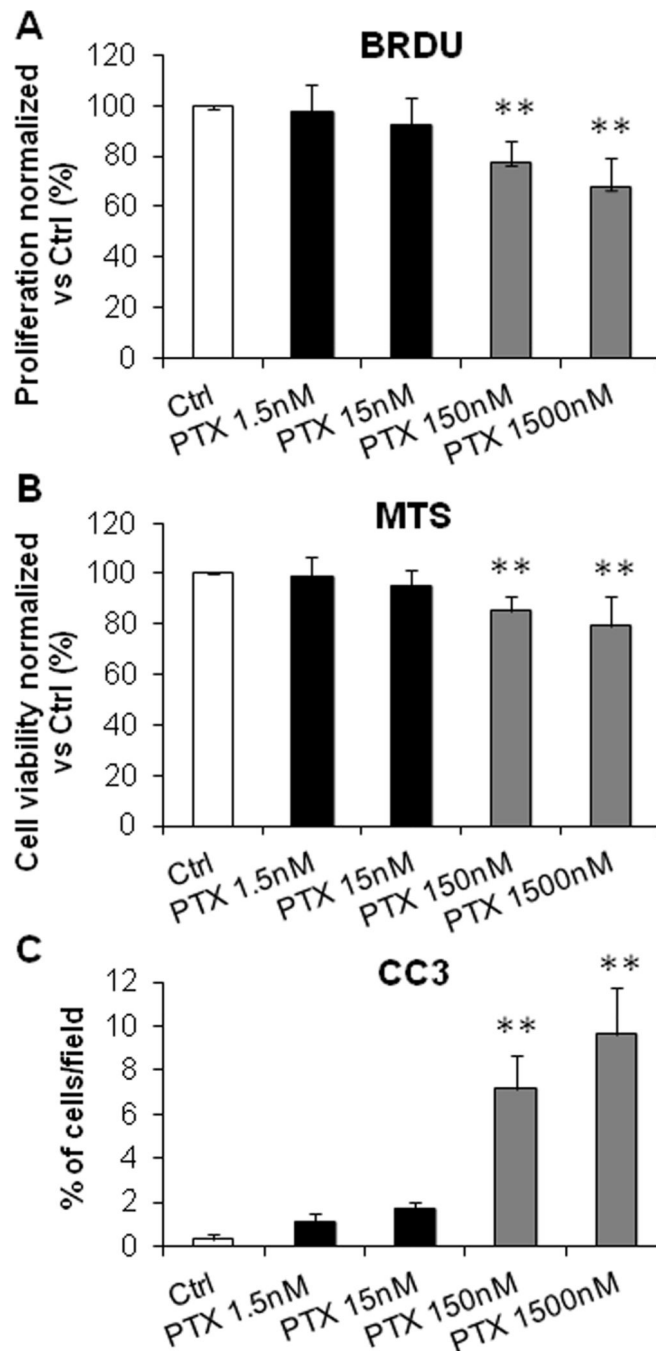 A
BRDU
Proliferation normalized
vs Ctrl (%)
120
100
80
60
40
20
0
**
**
Ctrl
PTX 1.5nM
PTX 15nM
PTX 150nM
PTX 1500nM
B
MTS
Cell viability normalized
vs Ctrl (%)
120
100
80
60
40
20
0
**
**
Ctrl
PTX 1.5nM
PTX 15nM
PTX 150nM
PTX 1500nM
C
CC3
% of cells/field
12
10
8
6
4
2
0
**
**
Ctrl
PTX 1.5nM
PTX 15nM
PTX 150nM
PTX 1500nM